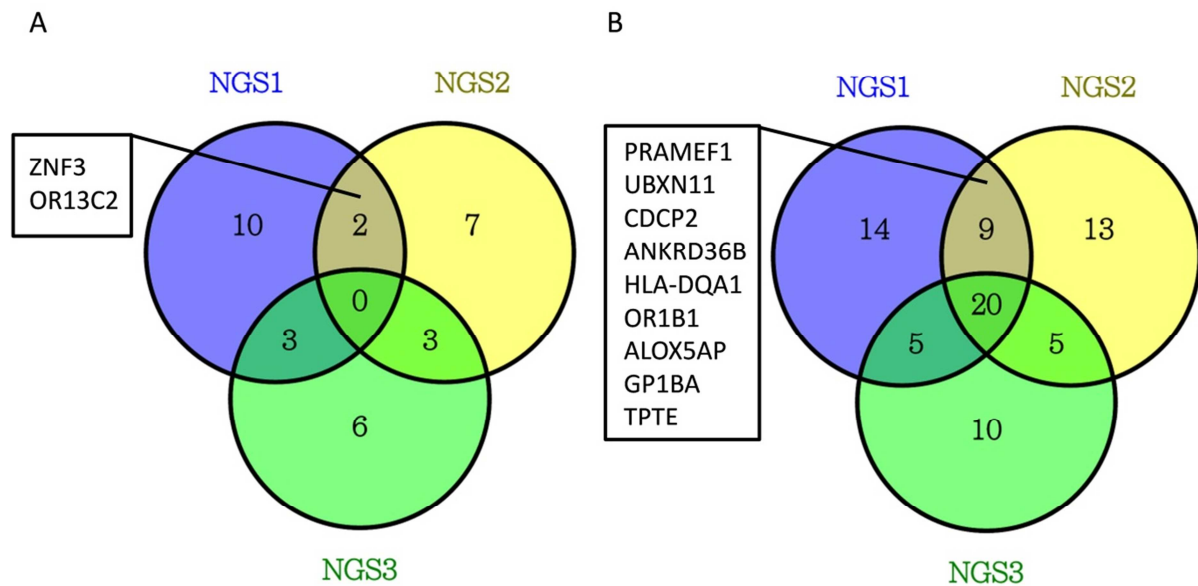 A
NGS1
NGS2
ZNF3
OR13C2
10
2
7
0
3
3
6
NGS3
B
NGS1
NGS2
PRAMEF1
UBXN11
CDCP2
ANKRD36B
HLA-DQA1
OR1B1
ALOX5AP
GP1BA
TPTE
14
9
13
20
5
5
10
NGS3